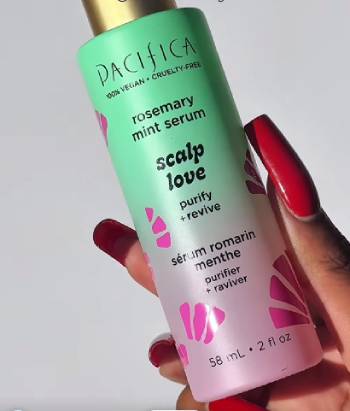 PACIFICA
100% VEGAN • CRUELTY-FREE
rosemary
mint serum
scalp
love
purify
+ revive
sérum romarin
menthe
purifier
+ raviver
58 mL • 2 fl oz